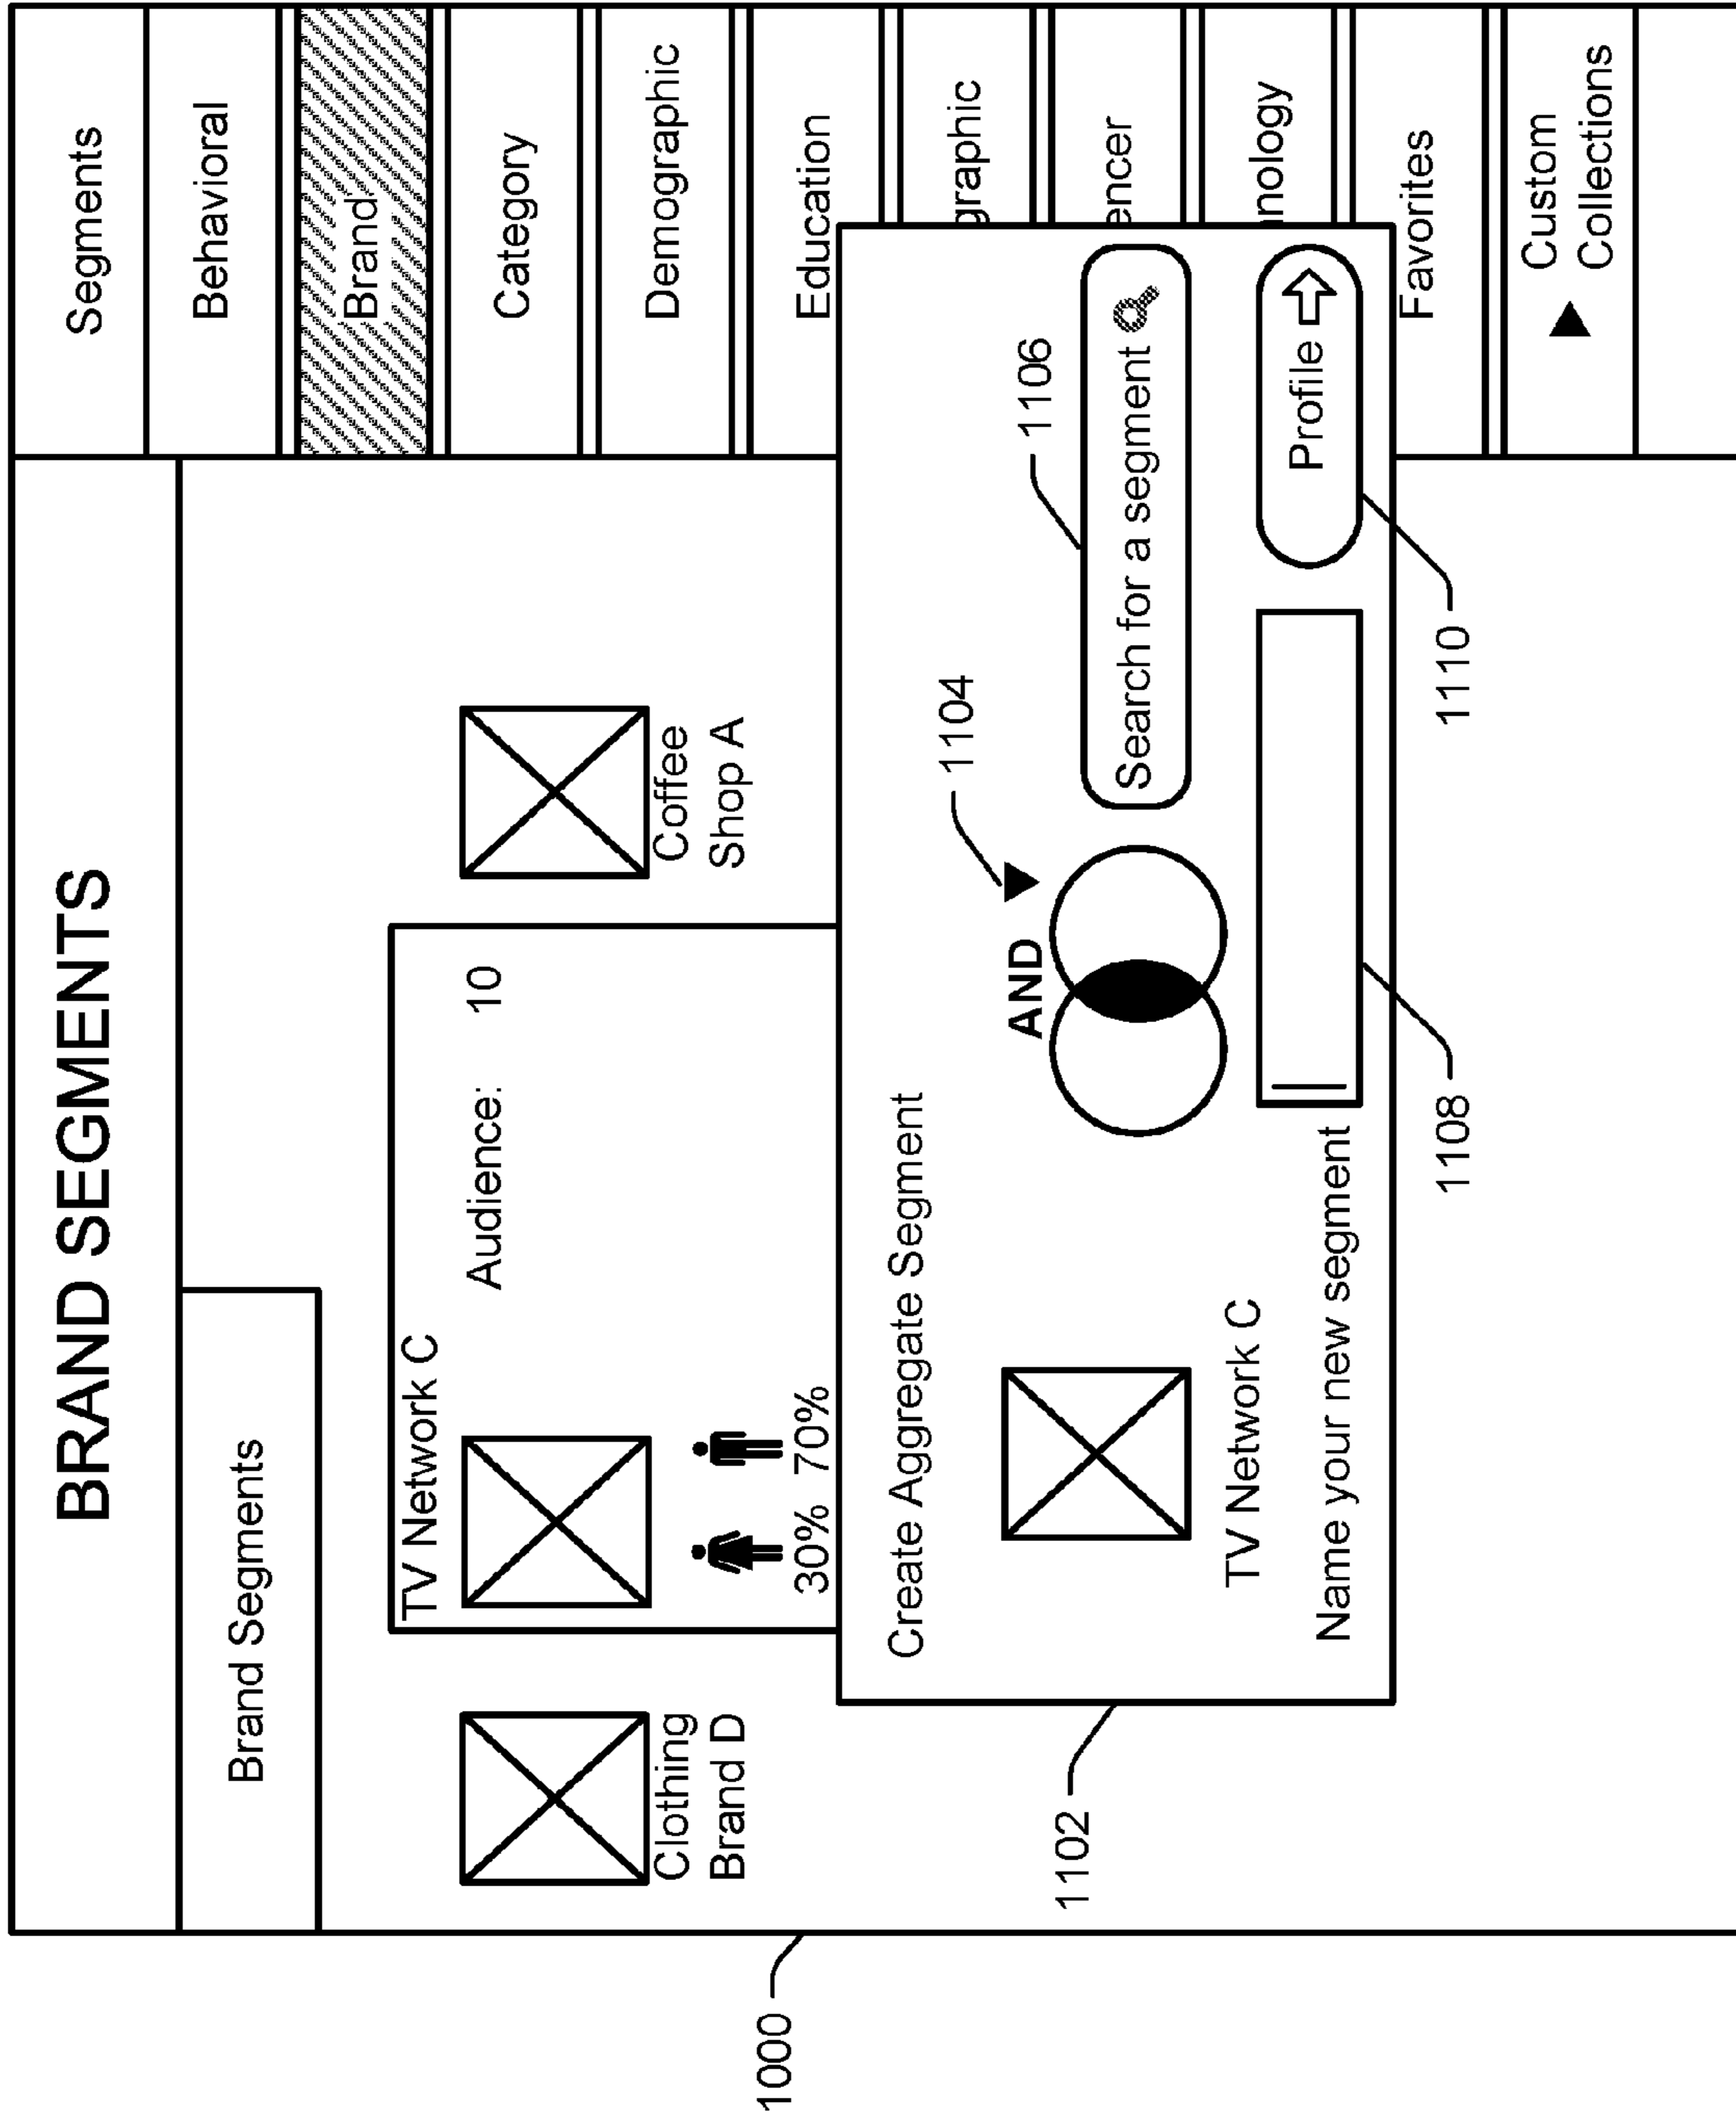 BRAND SEGMENTS
Segments
Brand Segments
Behavioral
Brand
Category
Demographic
Education
graphic
encer
nology
Favorites
Custom
Collections
TV Network C
Audience: 10
30% 70%
Clothing
Brand D
Coffee
Shop A
Create Aggregate Segment
AND
TV Network C
Search for a segment
Name your new segment
Profile
1000
1102
1104
1106
1108
1110